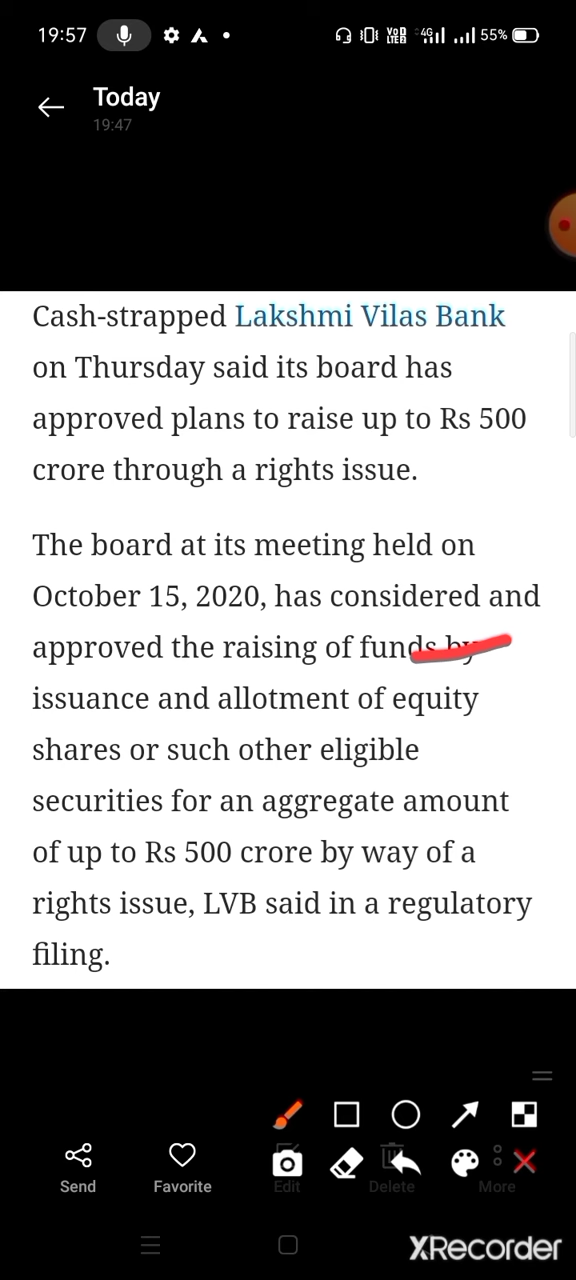 19:57
VoD
LTE2
4G
55%
Today
19:47
Cash-strapped Lakshmi Vilas Bank
on Thursday said its board has
approved plans to raise up to Rs 500
crore through a rights issue.
The board at its meeting held on
October 15, 2020, has considered and
approved the raising of funds by
issuance and allotment of equity
shares or such other eligible
securities for an aggregate amount
of up to Rs 500 crore by way of a
rights issue, LVB said in a regulatory
filing.
Send
Favorite
Edit
Delete
More
XRecorder